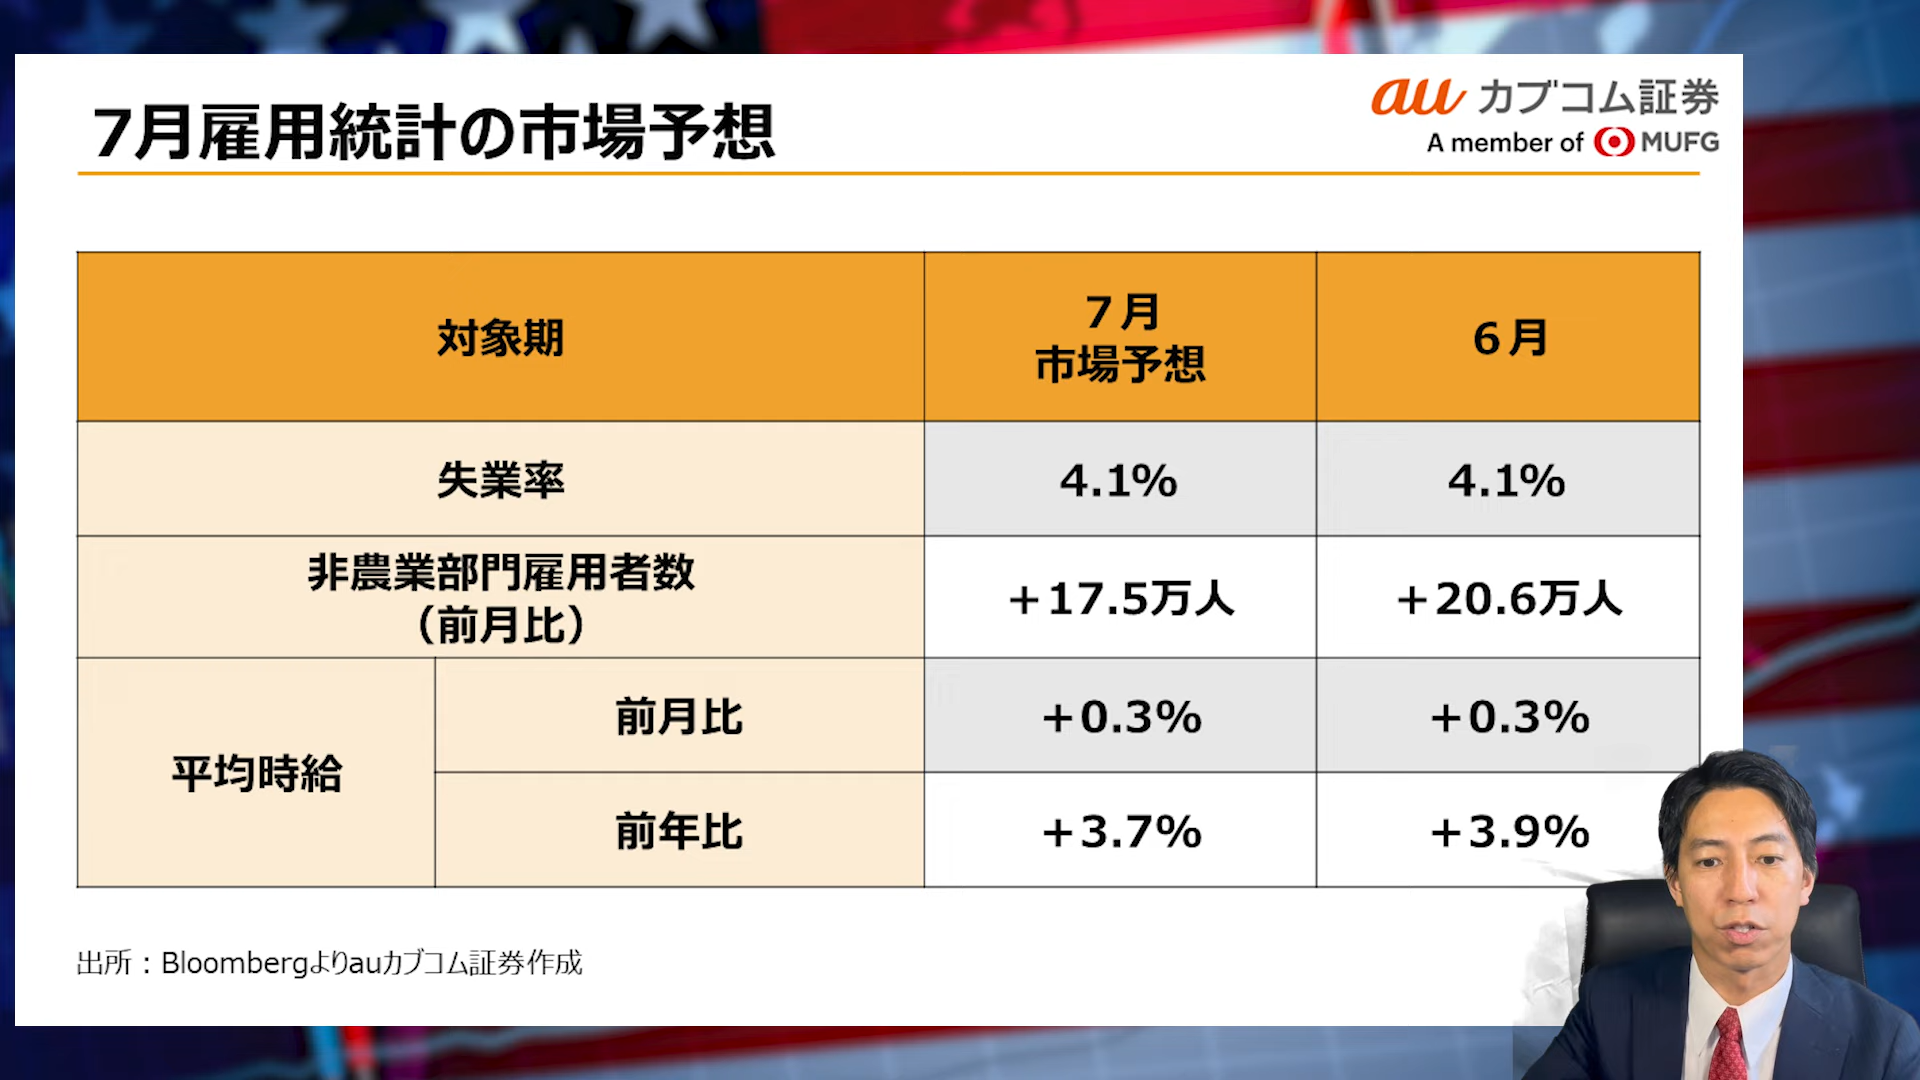 7月雇用統計の市場予想
au カブコム証券
A member of MUFG
対象期
7月
市場予想
6月
失業率
4.1%
4.1%
非農業部門雇用者数
（前月比）
＋17.5万人
＋20.6万人
平均時給
前月比
＋0.3%
＋0.3%
前年比
＋3.7%
＋3.9%
出所：Bloombergよりauカブコム証券作成